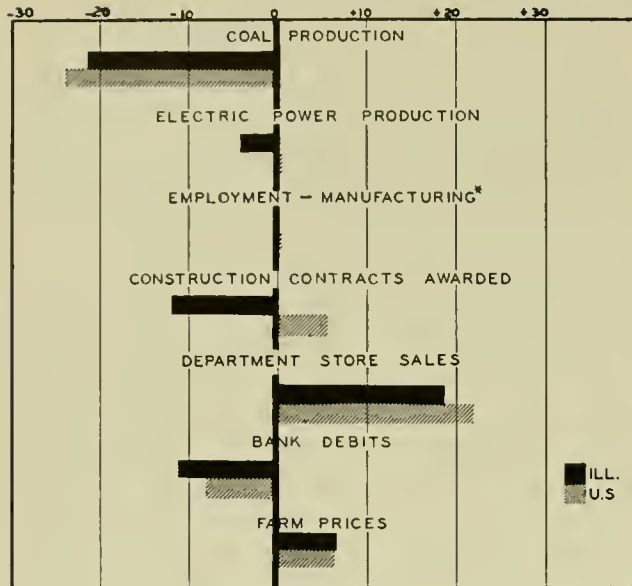 -30 -20 -10 0 +10 +20 +30
COAL PRODUCTION
ELECTRIC POWER PRODUCTION
EMPLOYMENT - MANUFACTURING*
CONSTRUCTION CONTRACTS AWARDED
DEPARTMENT STORE SALES
BANK DEBITS
ILL.
U.S
FARM PRICES